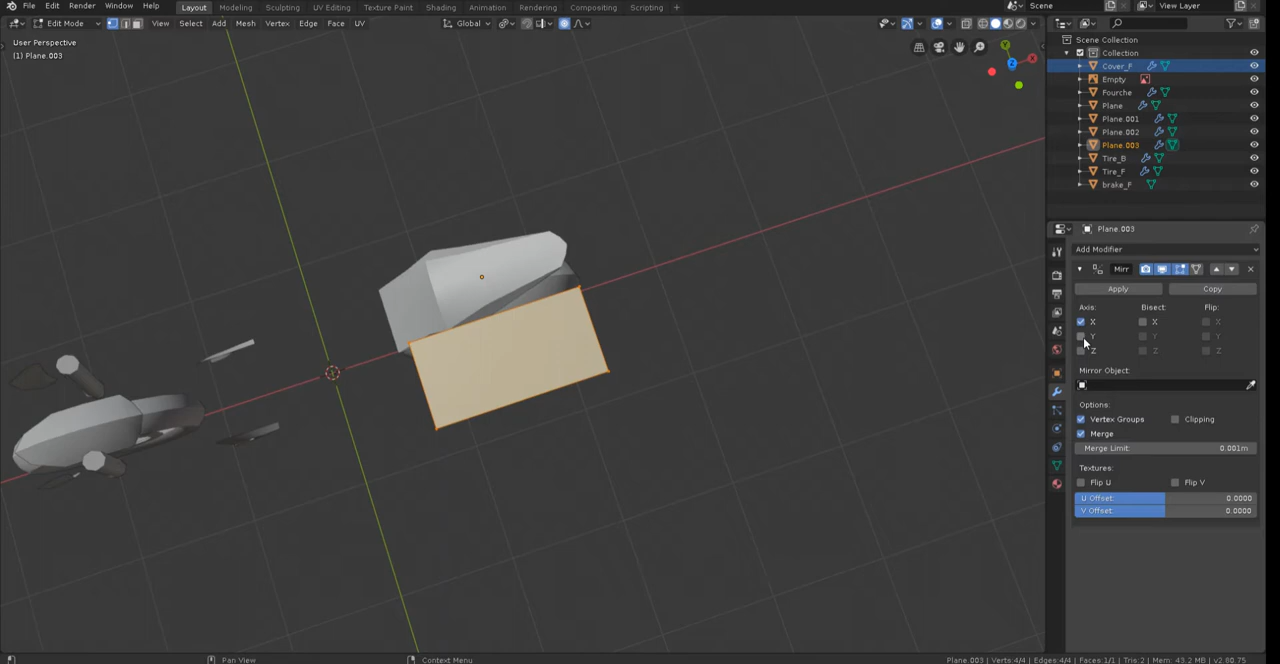 File Edit Render Window Help Layout Modeling Sculpting UV Editing Texture Paint Shading Animation Rendering Compositing Scripting + Scene View Layer
Edit Mode View Select Add Mesh Vertex Edge Face UV Global
User Perspective
(1) Plane.003
Y
X
Z
Scene Collection
Collection
Cover_F
Empty
Fourche
Plane
Plane.001
Plane.002
Plane.003
Tire_B
Tire_F
brake_F
Plane.003
Add Modifier
Mirr
Apply Copy
Axis: Bisect: Flip:
X X X
Y Y Y
Z Z Z
Mirror Object:
Options:
Vertex Groups Clipping
Merge
Merge Limit: 0.001m
Textures:
Flip U Flip V
U Offset: 0.0000
V Offset: 0.0000
Pan View Context Menu Plane.003 | Verts:4/4 | Edges:4/4 | Faces:1/1 | Tris:2 | Mem: 43.2 MB | v2.80.75